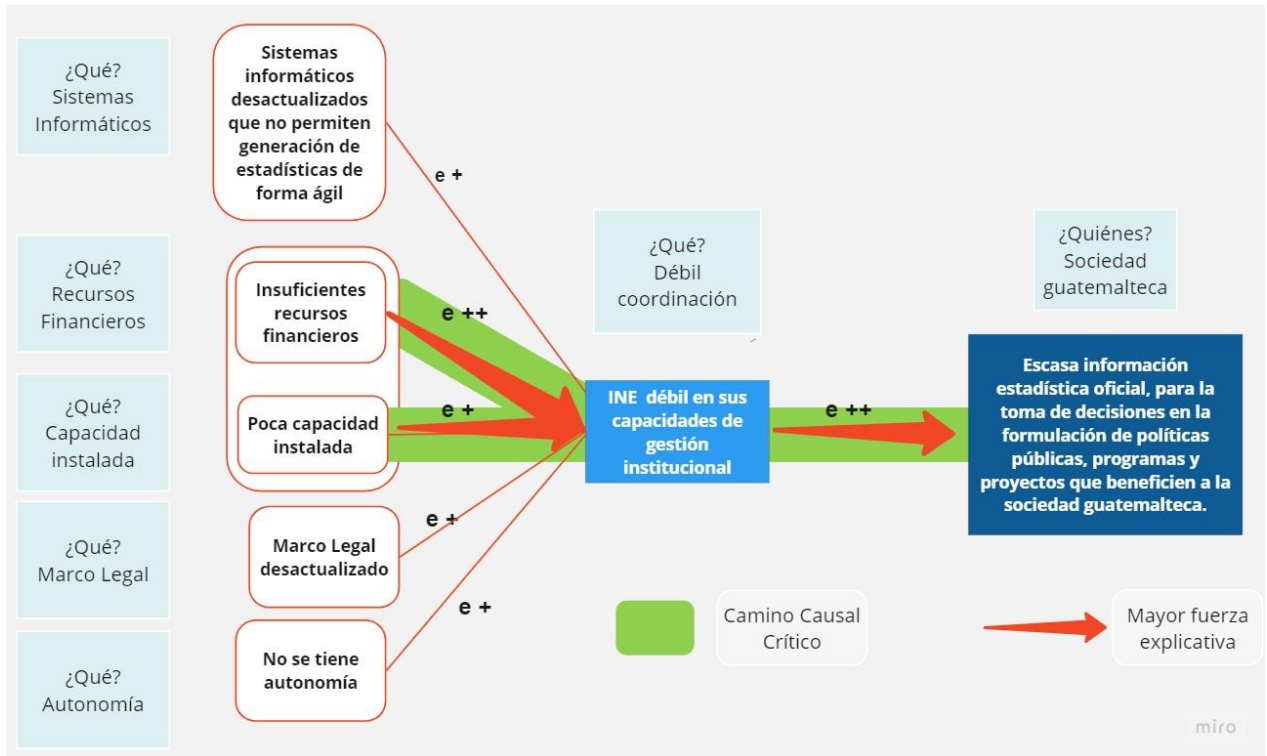 ¿Qué?
Sistemas
Informáticos
Sistemas
informáticos
desactualizados
que no permiten
generación de
estadísticas de
forma ágil
e +
¿Qué?
Recursos
Financieros
Insuficientes
recursos
financieros
e ++
¿Qué?
Débil
coordinación
¿Quiénes?
Sociedad
guatemalteca
¿Qué?
Capacidad
instalada
Poca capacidad
instalada
e +
INE débil en sus
capacidades de
gestión
institucional
e ++
Escasa información
estadística oficial, para la
toma de decisiones en la
formulación de políticas
públicas, programas y
proyectos que beneficien a la
sociedad guatemalteca.
¿Qué?
Marco Legal
Marco Legal
desactualizado
e +
¿Qué?
Autonomía
No se tiene
autonomía
e +
Camino Causal
Crítico
Mayor fuerza
explicativa
miro